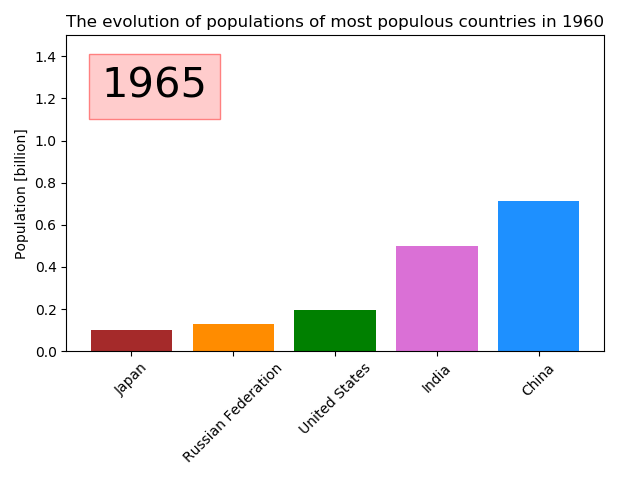 The evolution of populations of most populous countries in 1960
1965
Population [billion]
1.4
1.2
1.0
0.8
0.6
0.4
0.2
0.0
Japan
Russian Federation
United States
India
China